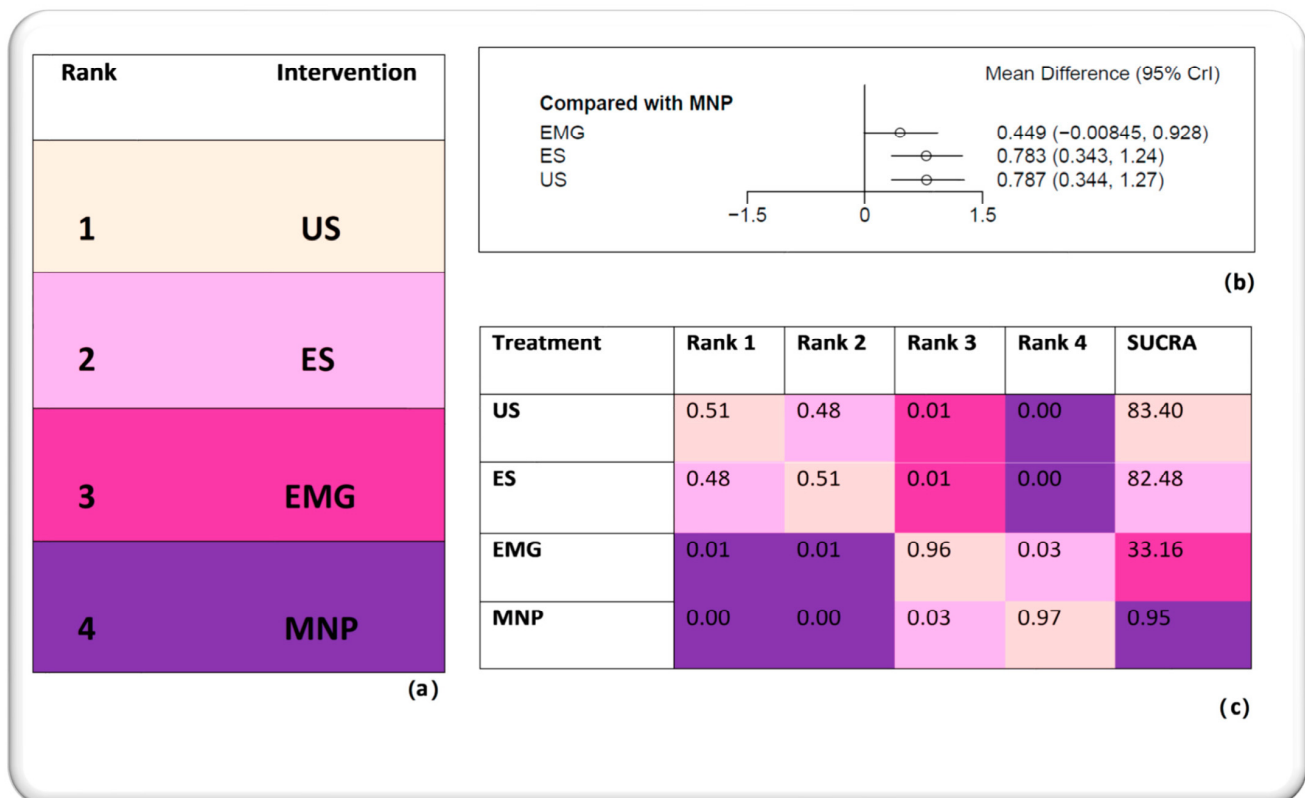 Rank Intervention
1 US
2 ES
3 EMG
4 MNP
(a)
Mean Difference (95% CrI)
Compared with MNP
EMG 0.449 (−0.00845, 0.928)
ES 0.783 (0.343, 1.24)
US 0.787 (0.344, 1.27)
−1.5 0 1.5
(b)
Treatment Rank 1 Rank 2 Rank 3 Rank 4 SUCRA
US 0.51 0.48 0.01 0.00 83.40
ES 0.48 0.51 0.01 0.00 82.48
EMG 0.01 0.01 0.96 0.03 33.16
MNP 0.00 0.00 0.03 0.97 0.95
(c)